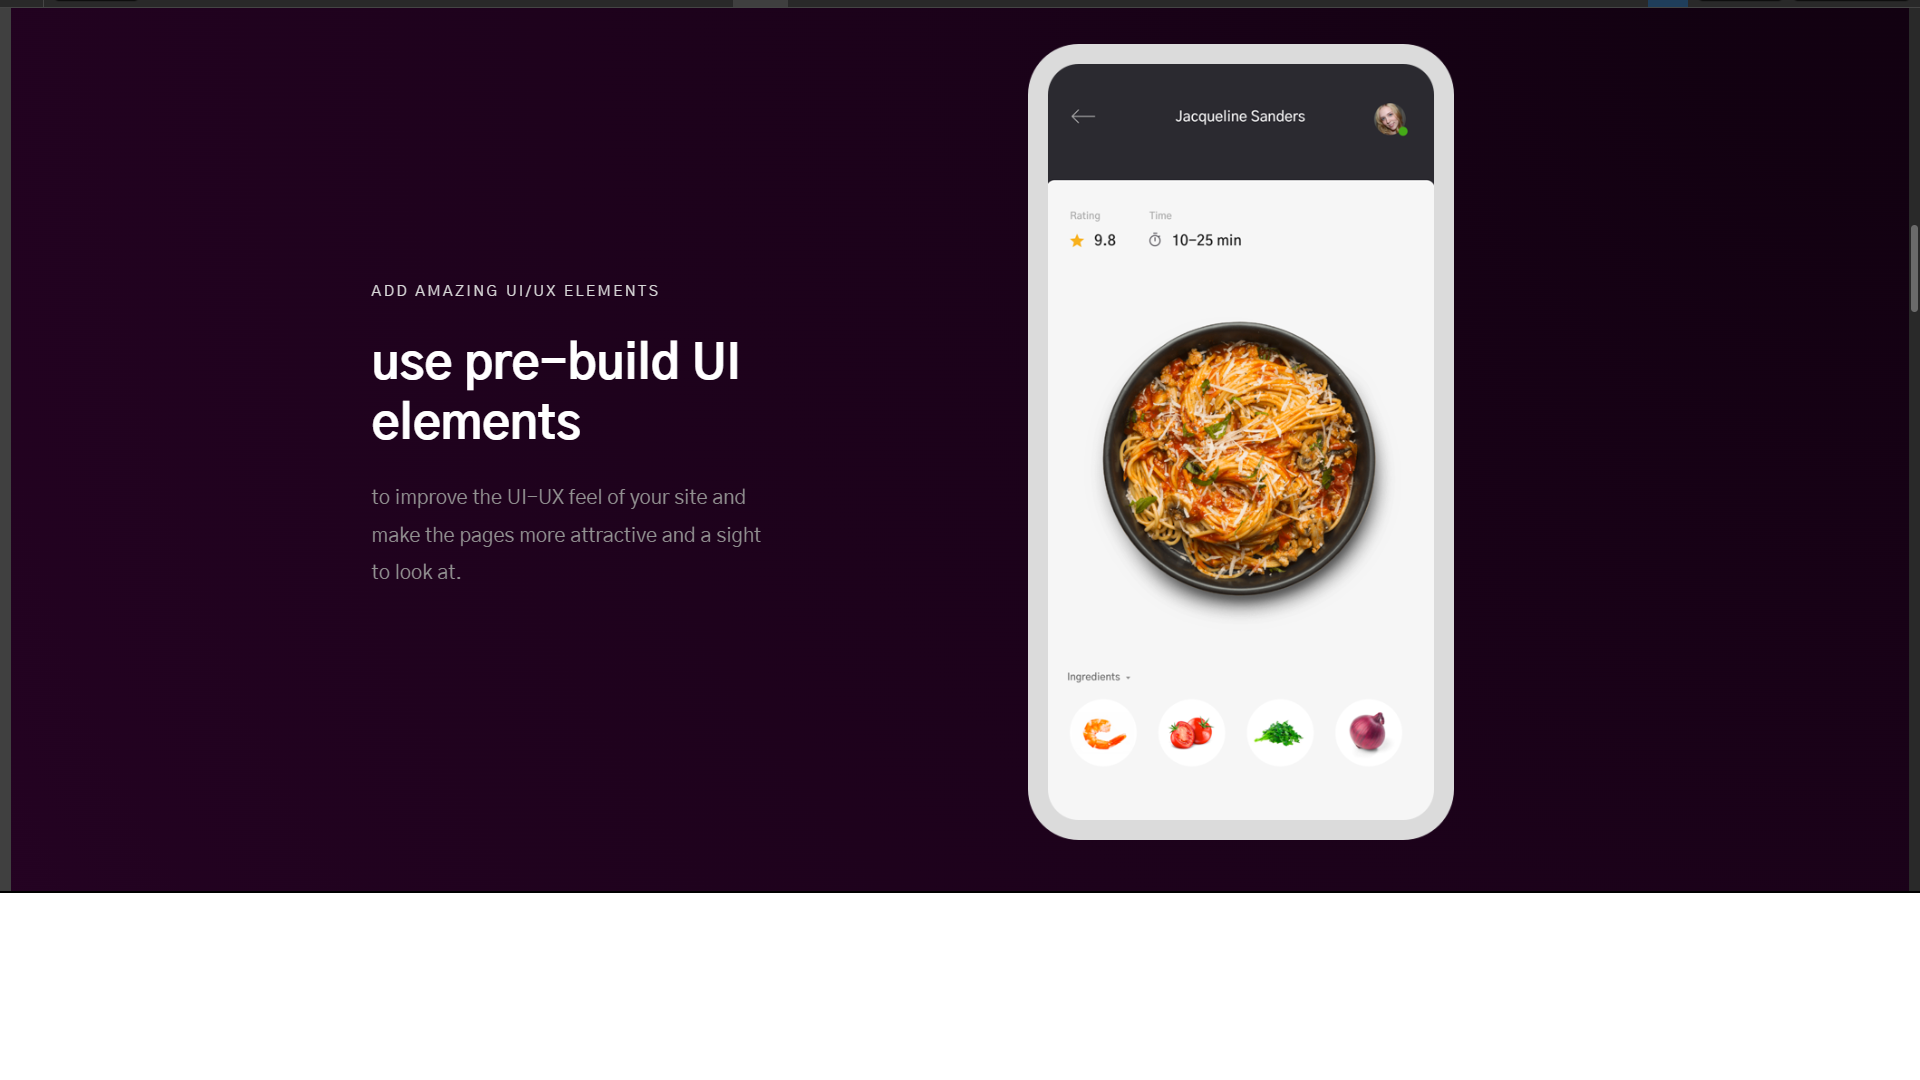 ADD AMAZING UI/UX ELEMENTS
use pre-build UI
elements
to improve the UI-UX feel of your site and
make the pages more attractive and a sight
to look at.
Jacqueline Sanders
Rating
Time
9.8
10-25 min
Ingredients